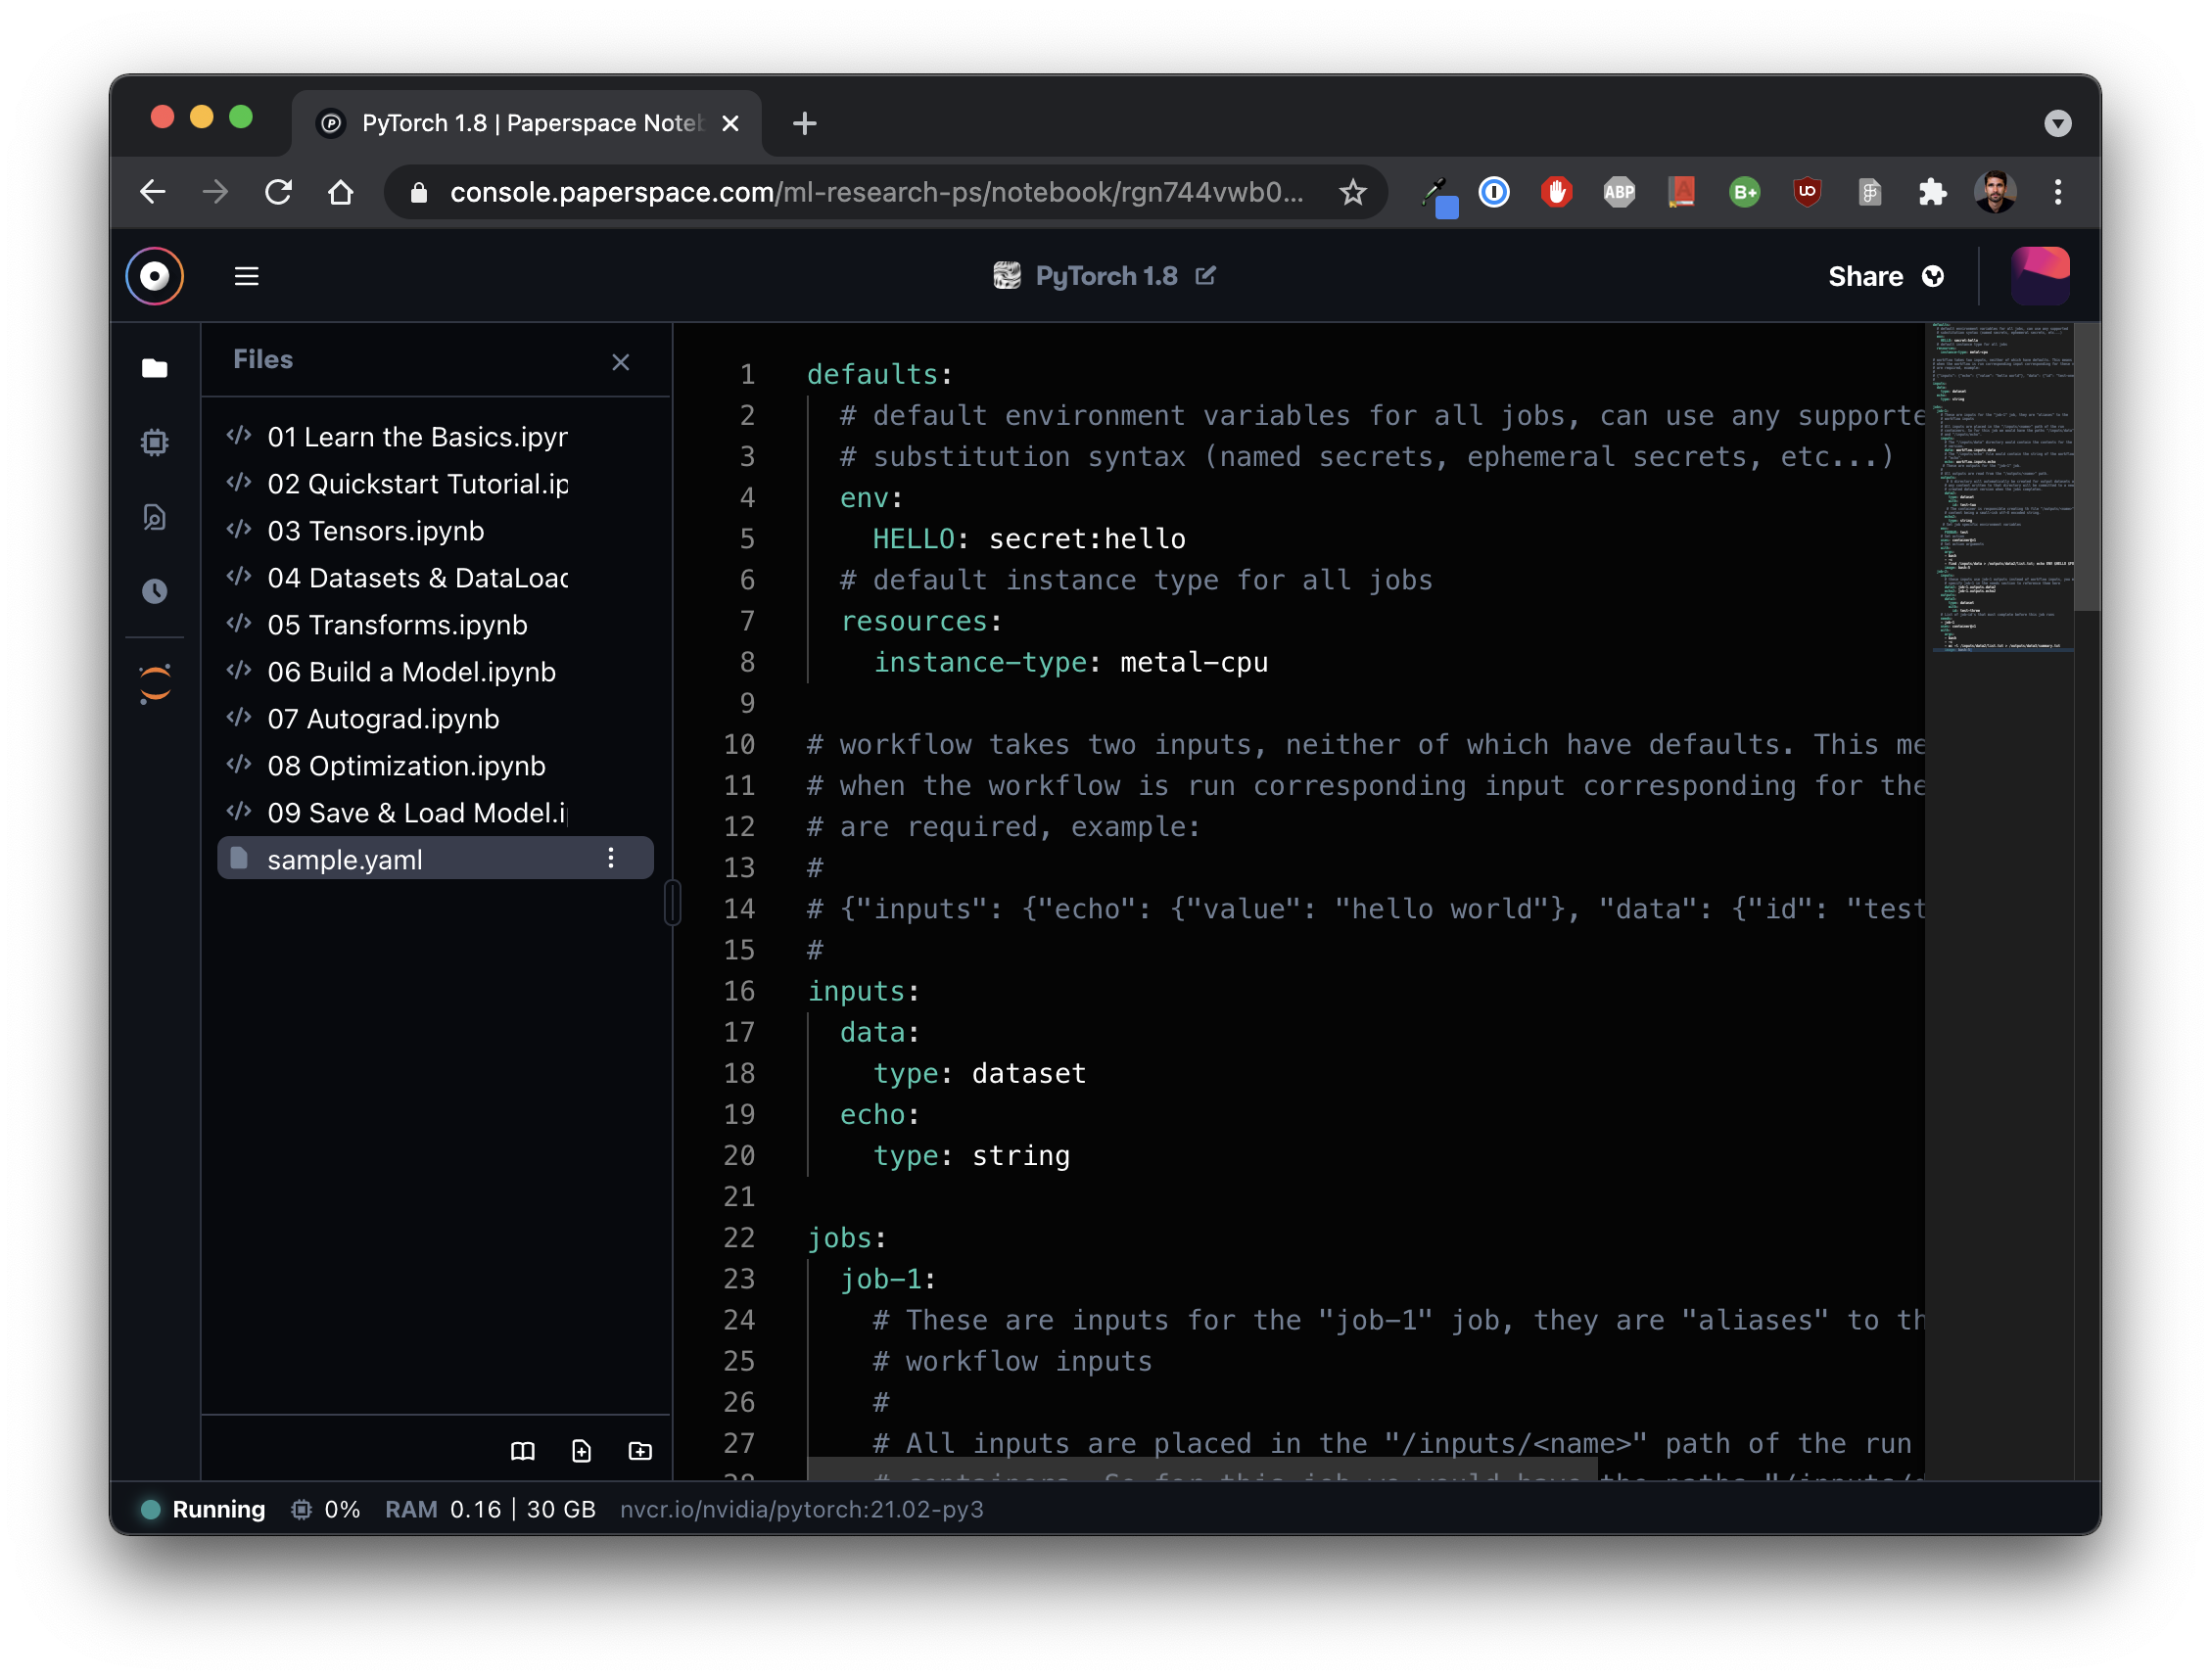 PyTorch 1.8 | Paperspace Noteb
console.paperspace.com/ml-research-ps/notebook/rgn744vwb0...
ABP
B+
PyTorch 1.8
Share
Files
01 Learn the Basics.ipyn
02 Quickstart Tutorial.ip
03 Tensors.ipynb
04 Datasets & DataLoad
05 Transforms.ipynb
06 Build a Model.ipynb
07 Autograd.ipynb
08 Optimization.ipynb
09 Save & Load Model.i
sample.yaml
1 defaults:
2 # default environment variables for all jobs, can use any supporte
3 # substitution syntax (named secrets, ephemeral secrets, etc...)
4 env:
5 HELLO: secret:hello
6 # default instance type for all jobs
7 resources:
8 instance-type: metal-cpu
9
10 # workflow takes two inputs, neither of which have defaults. This me
11 # when the workflow is run corresponding input corresponding for the
12 # are required, example:
13 #
14 # {"inputs": {"echo": {"value": "hello world"}, "data": {"id": "test
15 #
16 inputs:
17 data:
18 type: dataset
19 echo:
20 type: string
21
22 jobs:
23 job-1:
24 # These are inputs for the "job-1" job, they are "aliases" to th
25 # workflow inputs
26 #
27 # All inputs are placed in the "/inputs/<name>" path of the run
Running 0% RAM 0.16 | 30 GB nvcr.io/nvidia/pytorch:21.02-py3